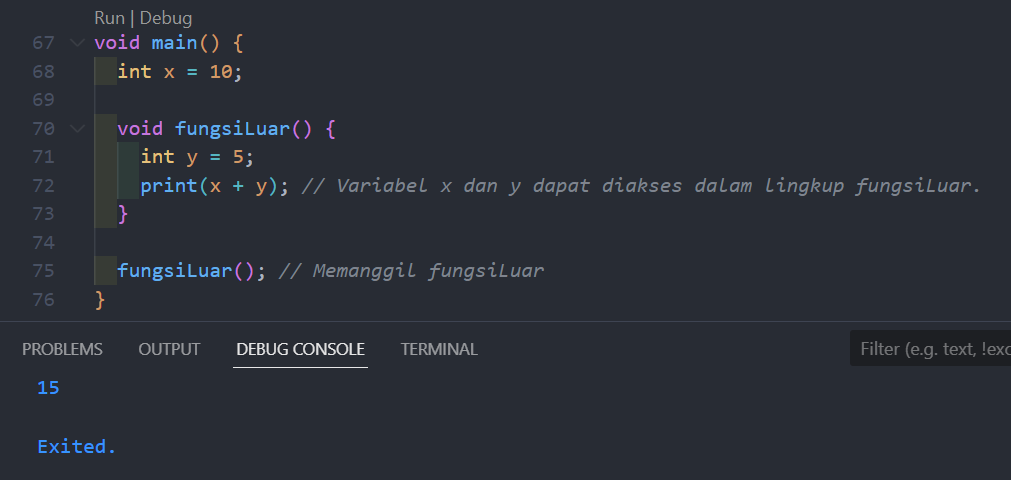 Run | Debug
67 void main() {
68 int x = 10;
69
70 void fungsiLuar() {
71 int y = 5;
72 print(x + y); // Variabel x dan y dapat diakses dalam lingkup fungsiLuar.
73 }
74
75 fungsiLuar(); // Memanggil fungsiLuar
76 }
PROBLEMS OUTPUT DEBUG CONSOLE TERMINAL Filter (e.g. text, !exc
15
Exited.